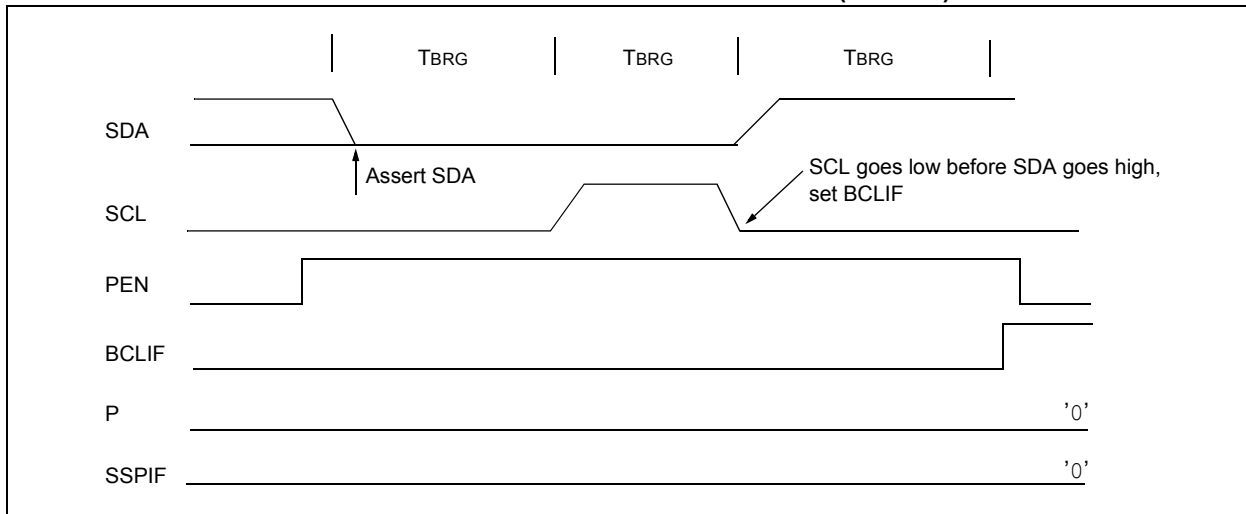 TBRG TBRG TBRG
SDA
Assert SDA
SCL goes low before SDA goes high,
set BCLIF
SCL
PEN
BCLIF
P '0'
SSPIF '0'